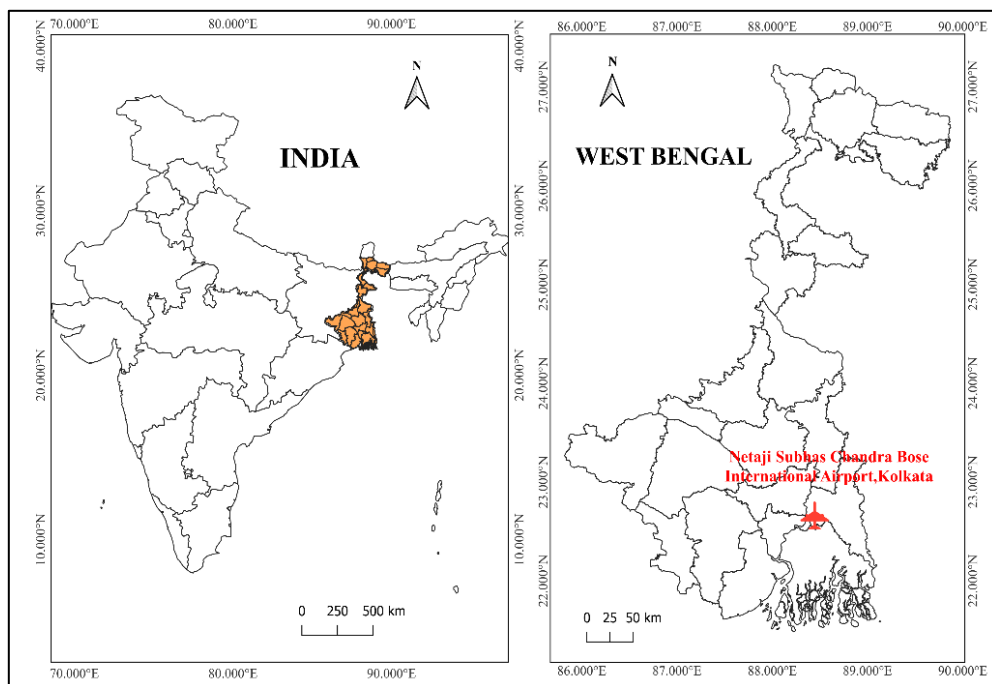 70.000°E 80.000°E 90.000°E
40.000°N
30.000°N
20.000°N
10.000°N
N
INDIA
0 250 500 km
40.000°N
30.000°N
20.000°N
10.000°N
70.000°E 80.000°E 90.000°E
86.000°E 87.000°E 88.000°E 89.000°E 90.000°E
27.000°N
26.000°N
25.000°N
24.000°N
23.000°N
22.000°N
N
WEST BENGAL
Netaji Subhas Chandra Bose
International Airport,Kolkata
0 25 50 km
27.000°N
26.000°N
25.000°N
24.000°N
23.000°N
22.000°N
86.000°E 87.000°E 88.000°E 89.000°E 90.000°E